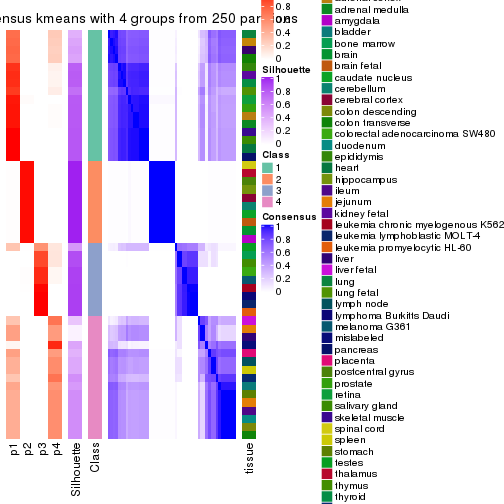 nsus kmeans with 4 groups from 250 par
0.8
0.6
0.4
0.2
0
Silhouette
1
0.8
0.6
0.4
0.2
0
Class
1
2
3
4
Consensus
1
0.8
0.6
0.4
0.2
0
p1
p2
p3
p4
Silhouette
Class
tissue
adrenal medulla
amygdala
bladder
bone marrow
brain
brain fetal
caudate nucleus
cerebellum
cerebral cortex
colon descending
colon transverse
colorectal adenocarcinoma SW480
duodenum
epididymis
heart
hippocampus
ileum
jejunum
kidney fetal
leukemia chronic myelogenous K562
leukemia lymphoblastic MOLT-4
leukemia promyelocytic HL-60
liver
liver fetal
lung
lung fetal
lymph node
lymphoma Burkitts Daudi
melanoma G361
mislabeled
pancreas
placenta
postcentral gyrus
prostate
retina
salivary gland
skeletal muscle
spinal cord
spleen
stomach
testes
thalamus
thymus
thyroid